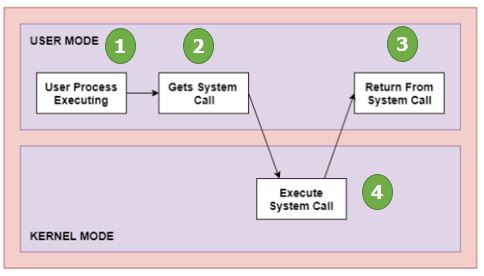 USER MODE
1
2
3
User Process
Executing
Gets System
Call
Return From
System Call
Execute
System Call
4
KERNEL MODE